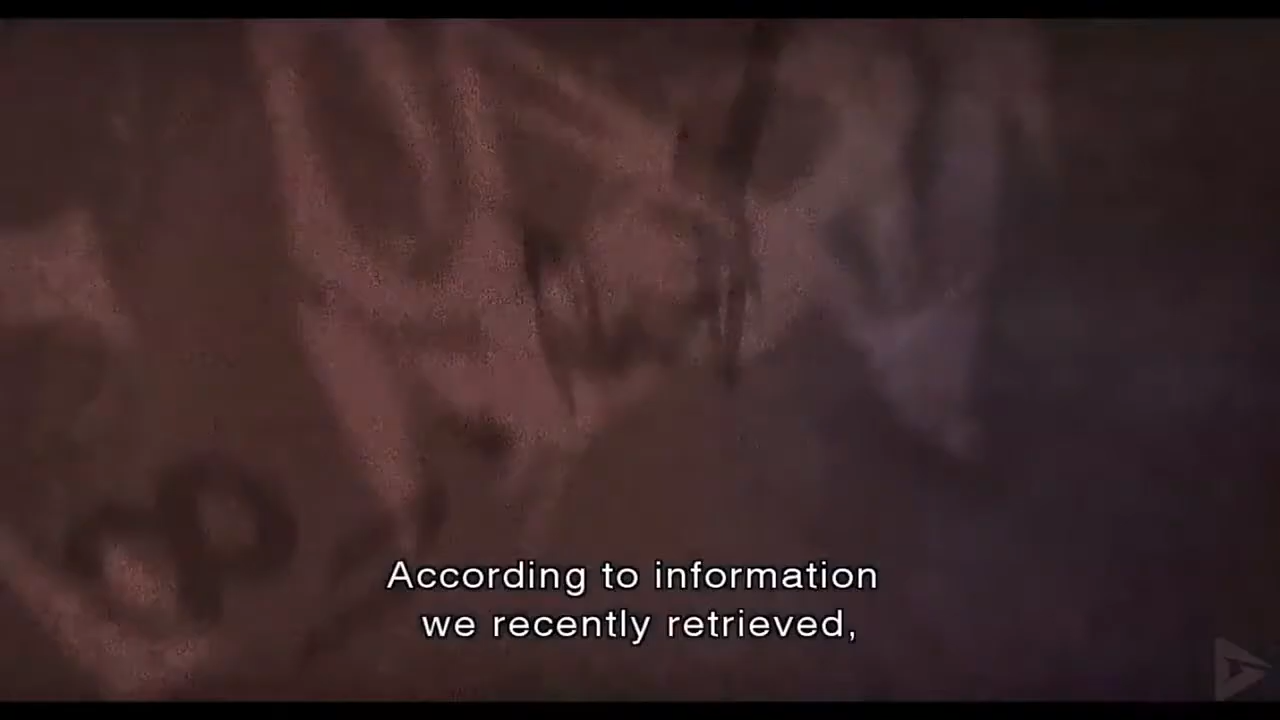 According to information
we recently retrieved,